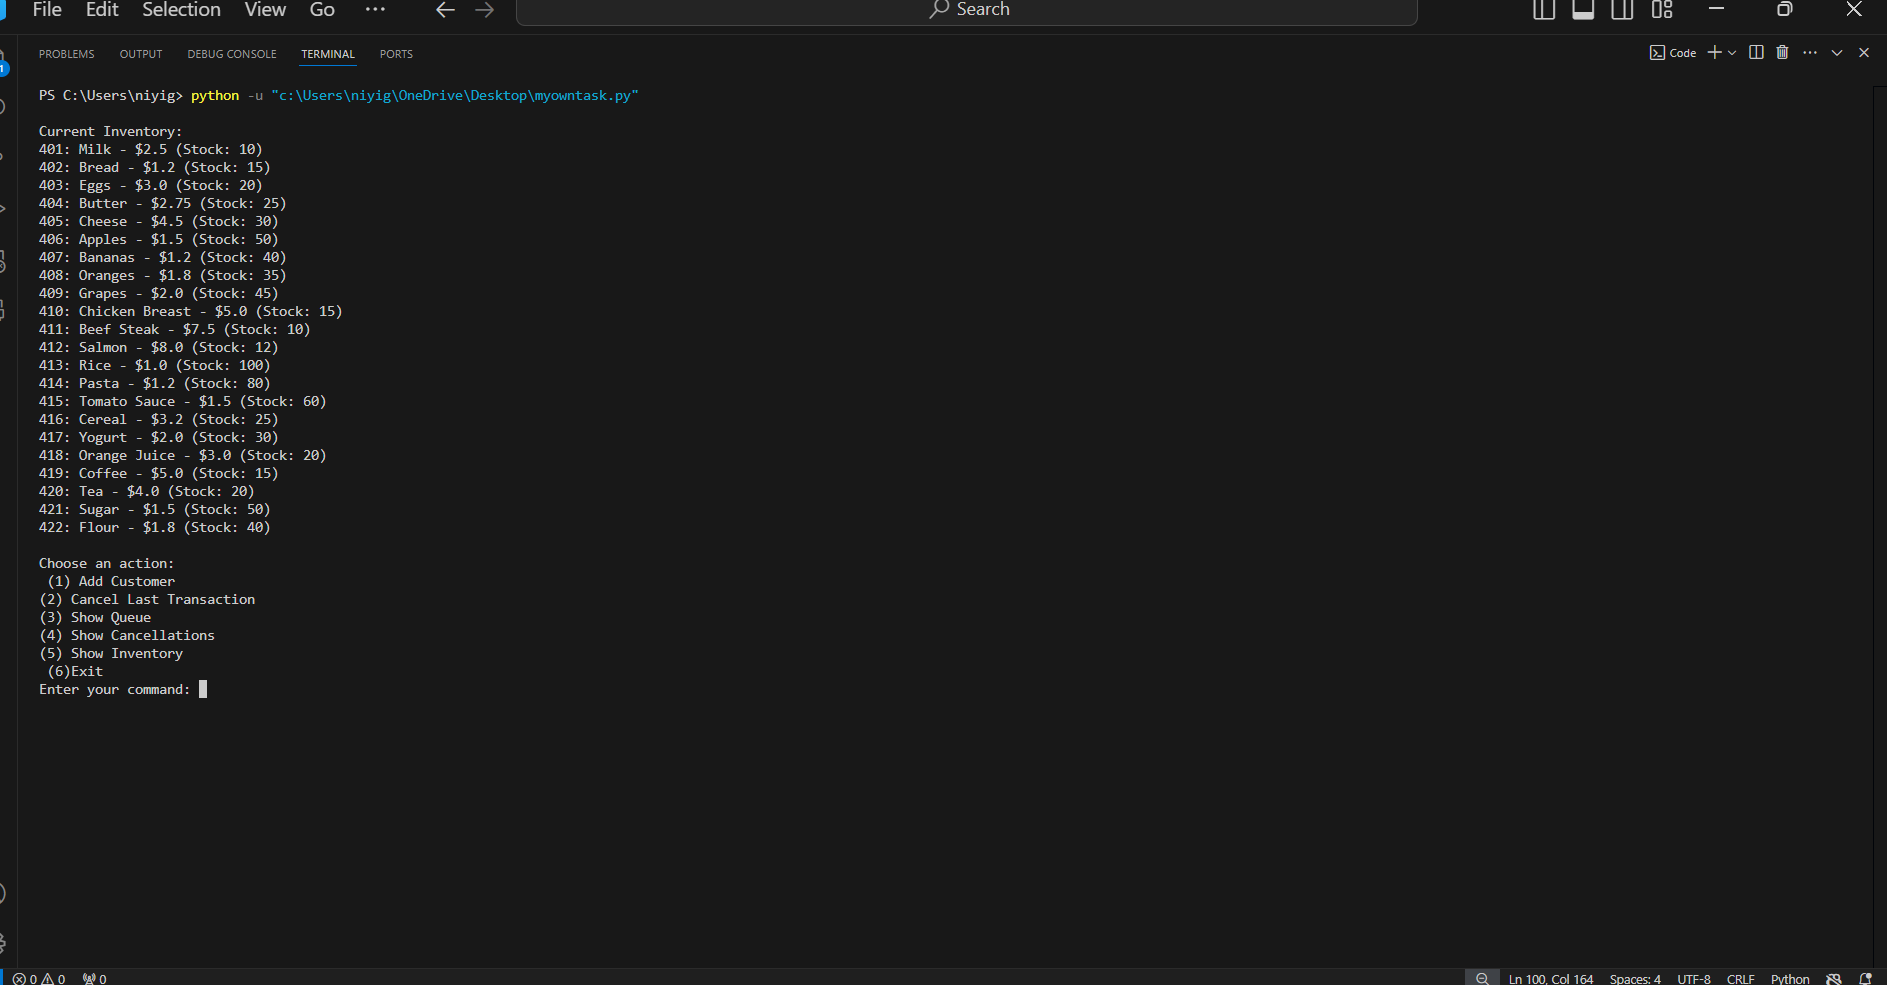 File Edit Selection View Go ··· Search
PROBLEMS OUTPUT DEBUG CONSOLE TERMINAL PORTS Code
1
PS C:\Users\niyig> python -u "c:\Users\niyig\OneDrive\Desktop\myowntask.py"
Current Inventory:
401: Milk - $2.5 (Stock: 10)
402: Bread - $1.2 (Stock: 15)
403: Eggs - $3.0 (Stock: 20)
404: Butter - $2.75 (Stock: 25)
405: Cheese - $4.5 (Stock: 30)
406: Apples - $1.5 (Stock: 50)
407: Bananas - $1.2 (Stock: 40)
408: Oranges - $1.8 (Stock: 35)
409: Grapes - $2.0 (Stock: 45)
410: Chicken Breast - $5.0 (Stock: 15)
411: Beef Steak - $7.5 (Stock: 10)
412: Salmon - $8.0 (Stock: 12)
413: Rice - $1.0 (Stock: 100)
414: Pasta - $1.2 (Stock: 80)
415: Tomato Sauce - $1.5 (Stock: 60)
416: Cereal - $3.2 (Stock: 25)
417: Yogurt - $2.0 (Stock: 30)
418: Orange Juice - $3.0 (Stock: 20)
419: Coffee - $5.0 (Stock: 15)
420: Tea - $4.0 (Stock: 20)
421: Sugar - $1.5 (Stock: 50)
422: Flour - $1.8 (Stock: 40)
Choose an action:
(1) Add Customer
(2) Cancel Last Transaction
(3) Show Queue
(4) Show Cancellations
(5) Show Inventory
(6)Exit
Enter your command:
0 0 0 Ln 100, Col 164 Spaces: 4 UTF-8 CRLF Python